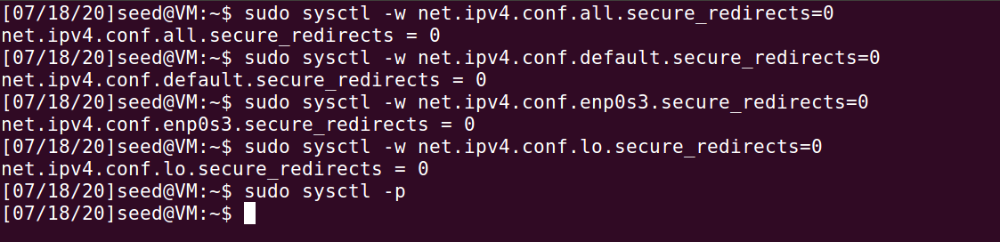 [07/18/20]seed@VM:~$ sudo sysctl -w net.ipv4.conf.all.secure_redirects=0
net.ipv4.conf.all.secure_redirects = 0
[07/18/20]seed@VM:~$ sudo sysctl -w net.ipv4.conf.default.secure_redirects=0
net.ipv4.conf.default.secure_redirects = 0
[07/18/20]seed@VM:~$ sudo sysctl -w net.ipv4.conf.enp0s3.secure_redirects=0
net.ipv4.conf.enp0s3.secure_redirects = 0
[07/18/20]seed@VM:~$ sudo sysctl -w net.ipv4.conf.lo.secure_redirects=0
net.ipv4.conf.lo.secure_redirects = 0
[07/18/20]seed@VM:~$ sudo sysctl -p
[07/18/20]seed@VM:~$